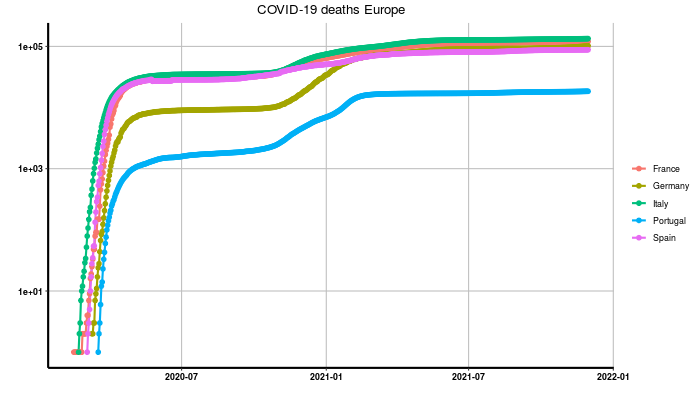 COVID-19 deaths Europe
1e+05
1e+03
1e+01
2020-07
2021-01
2021-07
2022-01
France
Germany
Italy
Portugal
Spain